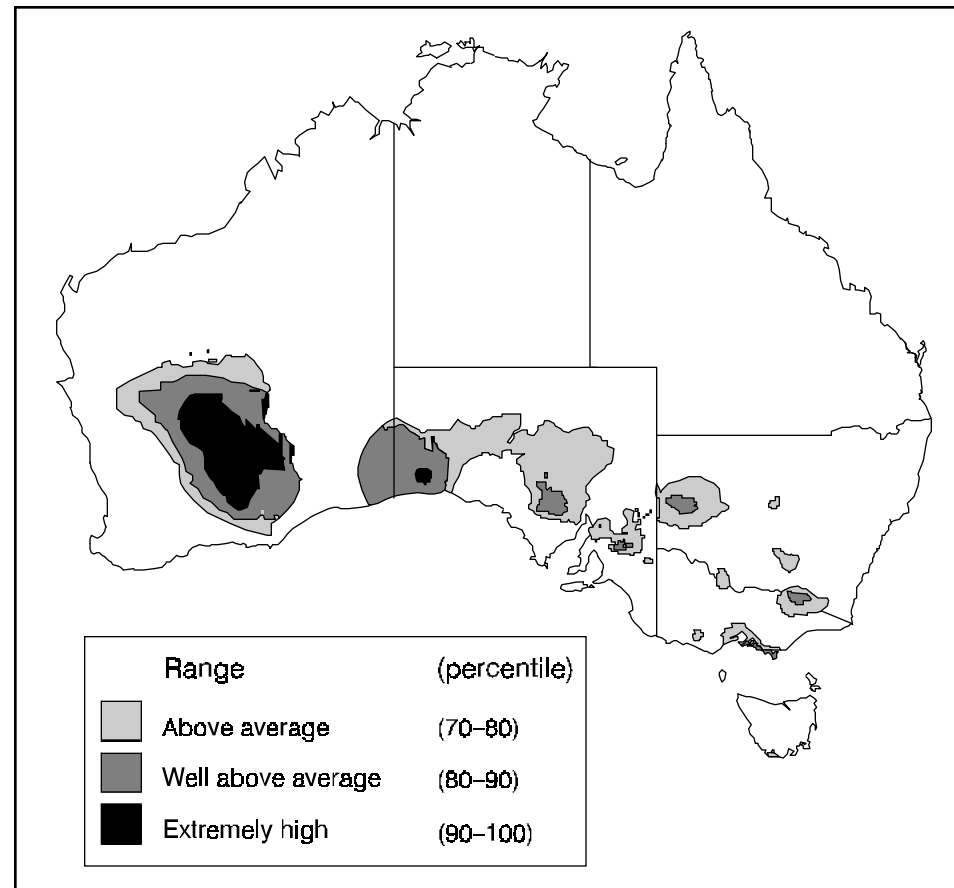 Range (percentile)
Above average (70–80)
Well above average (80–90)
Extremely high (90–100)